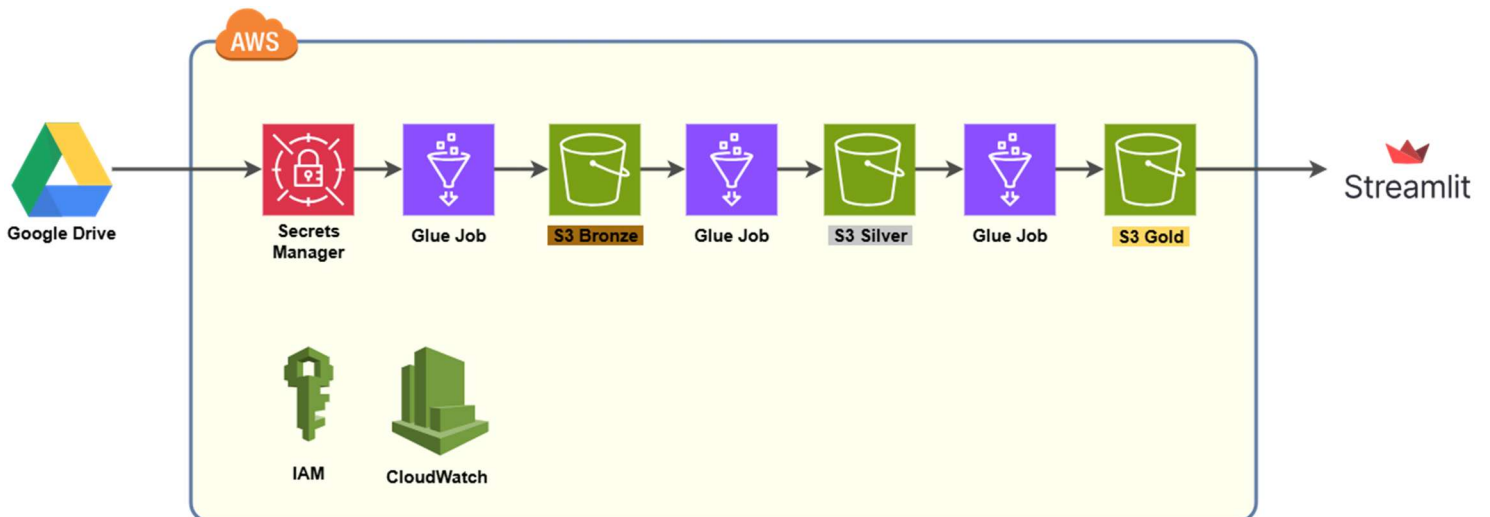 AWS
Google Drive
Secrets
Manager
Glue Job
S3 Bronze
Glue Job
S3 Silver
Glue Job
S3 Gold
Streamlit
IAM
CloudWatch